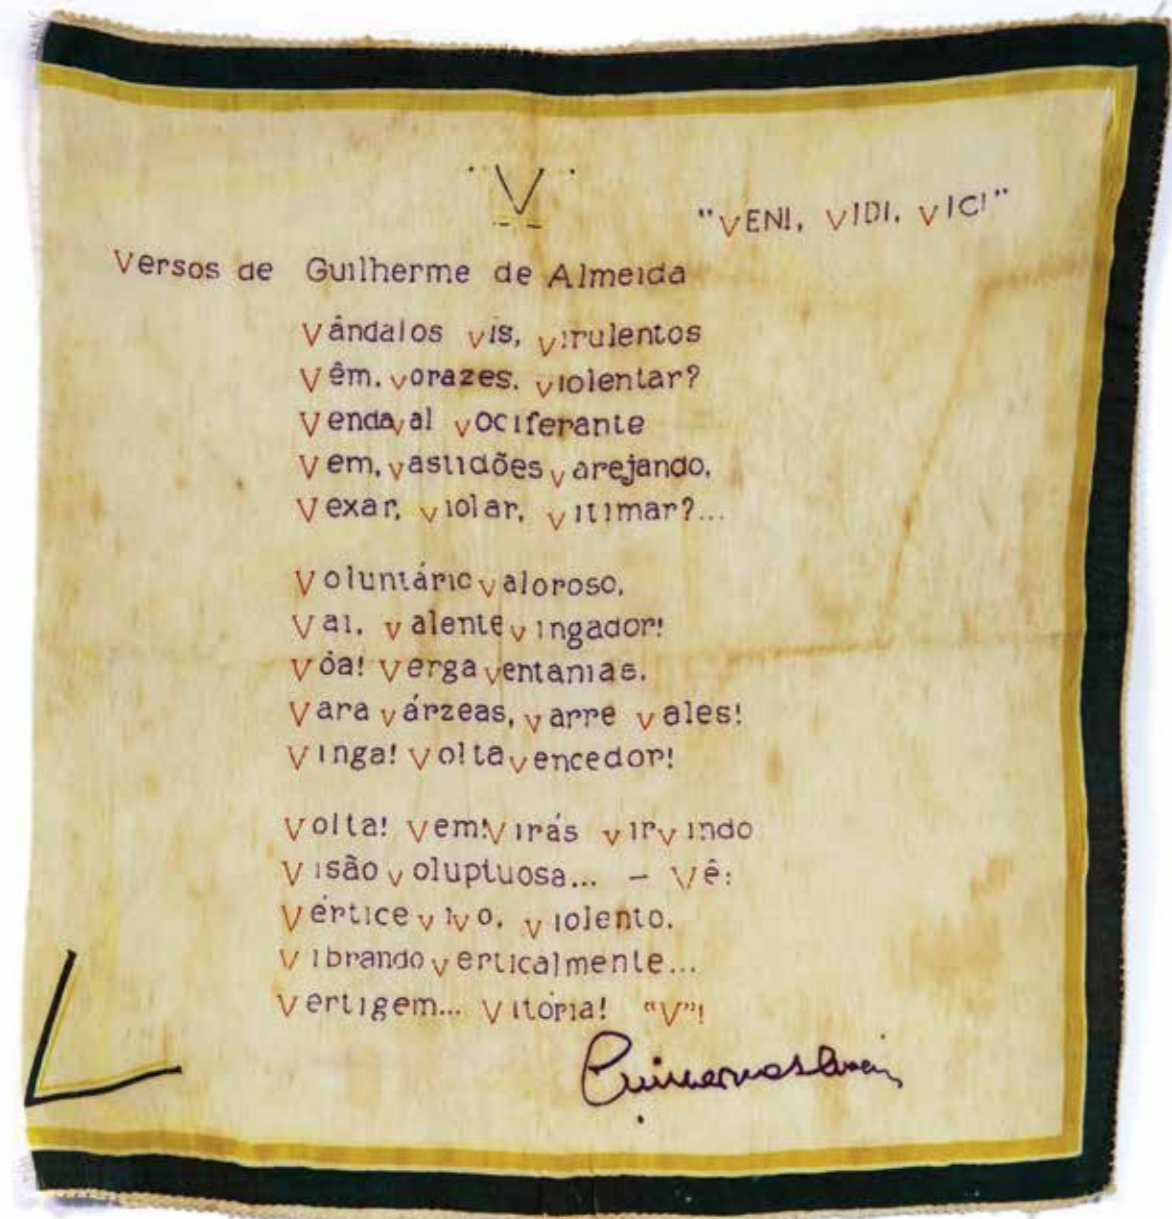 V
"VENI, VIDI, VICI"
Versos de Guilherme de Almeida
Vândalos vis, virulentos
Vêm, vorazes, violentar?
Vendaval vociferante
Vem, vastidões varejando,
Vexar, violar, vitimar?...
Voluntário valoroso,
Vai, valente vingador!
Vôa! Verga ventanias,
Vara várzeas, varre vales!
Vinga! Volta vencedor!
Volta! Vem! Virás vir vindo
Visão voluptuosa... - Vê:
Vértice vivo, violento,
Vibrando verticalmente...
Vertigem... Vitória! "V"!